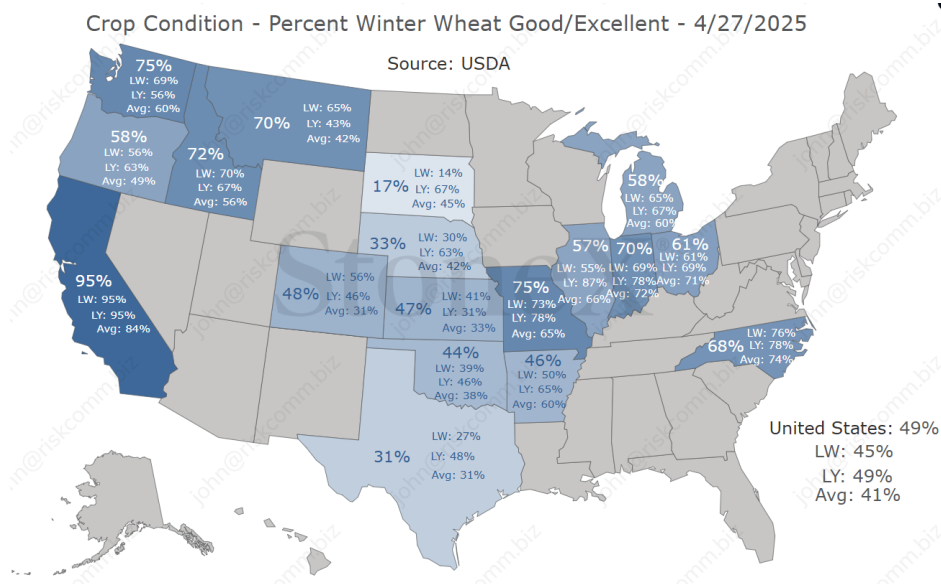 Crop Condition - Percent Winter Wheat Good/Excellent - 4/27/2025
Source: USDA
75%
LW: 69%
LY: 56%
Avg: 60%
58%
LW: 56%
LY: 63%
Avg: 49%
72%
LW: 70%
LY: 67%
Avg: 56%
70%
LW: 65%
LY: 43%
Avg: 42%
95%
LW: 95%
LY: 95%
Avg: 84%
17%
LW: 14%
LY: 67%
Avg: 45%
33%
LW: 30%
LY: 63%
Avg: 42%
48%
LW: 56%
LY: 46%
Avg: 31%
47%
LW: 41%
LY: 31%
Avg: 33%
44%
LW: 39%
LY: 46%
Avg: 38%
31%
LW: 27%
LY: 48%
Avg: 31%
75%
LW: 73%
LY: 78%
Avg: 65%
46%
LW: 50%
LY: 65%
Avg: 60%
57%
LW: 55%
LY: 87%
Avg: 66%
70%
LW: 69%
LY: 78%
Avg: 72%
58%
LW: 65%
LY: 67%
Avg: 60%
61%
LW: 61%
LY: 69%
Avg: 71%
68%
LW: 76%
LY: 78%
Avg: 74%
United States: 49%
LW: 45%
LY: 49%
Avg: 41%
StoneX®
john@riskcomm.biz